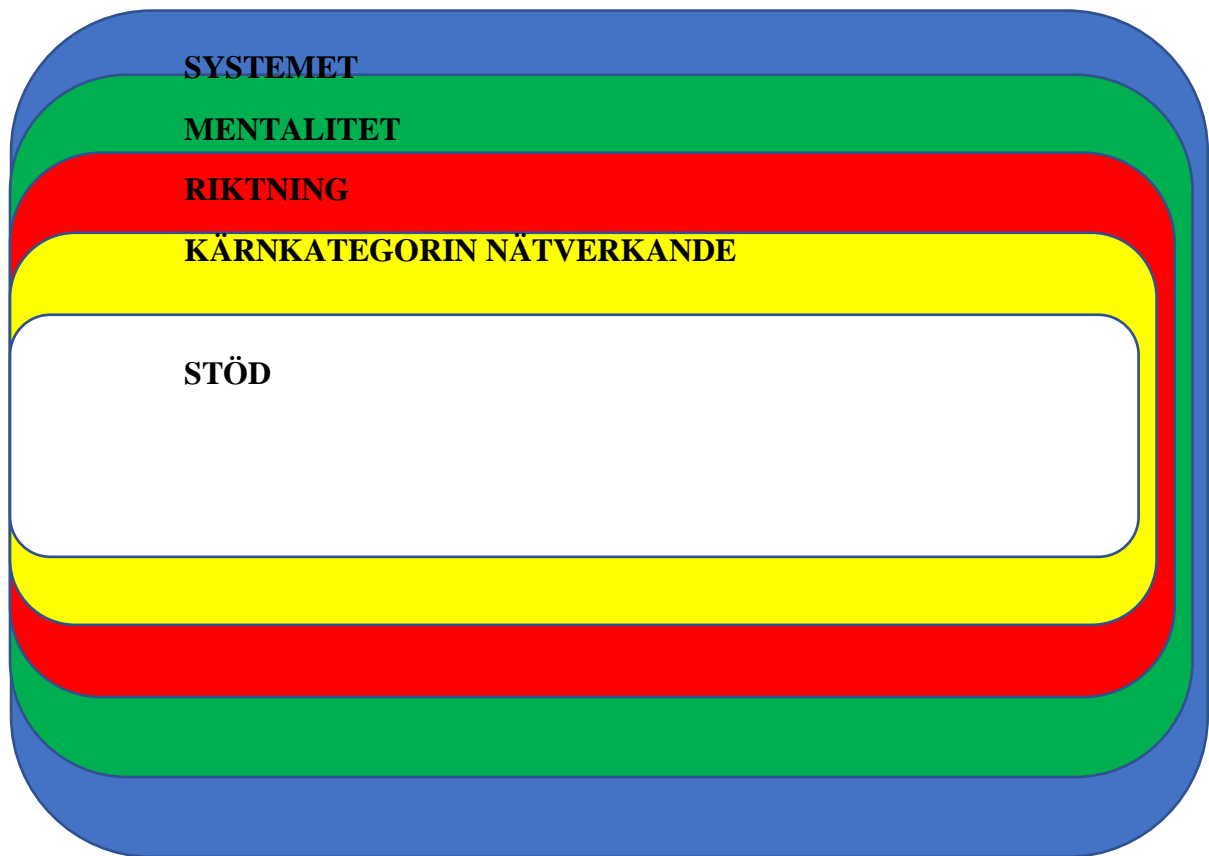 SYSTEMET
MENTALITET
RIKTNING
KÄRNKATEGORIN NÄTVERKANDE
STÖD